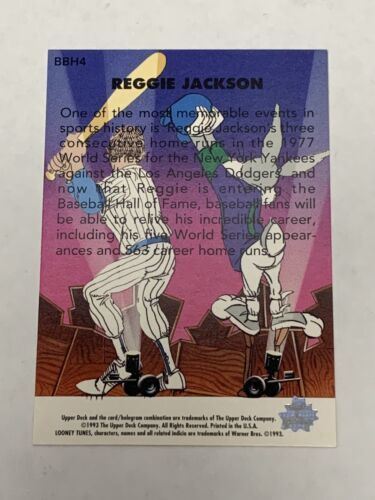 BBH4
REGGIE JACKSON
One of the most memorable events in
sports history is Reggie Jackson's three
consecutive home runs in the 1977
World Series for the New York Yankees
against the Los Angeles Dodgers, and
now that Reggie is entering the
Baseball Hall of Fame, baseball fans will
be able to relive his incredible career,
including his five World Series appear-
ances and 563 career home runs.
Upper Deck and the card/hologram combination are trademarks of The Upper Deck Company.
©1993 The Upper Deck Company. All Rights Reserved. Printed in the U.S.A.
LOONEY TUNES, characters, names and all related indicia are trademarks of Warner Bros. ©1993.